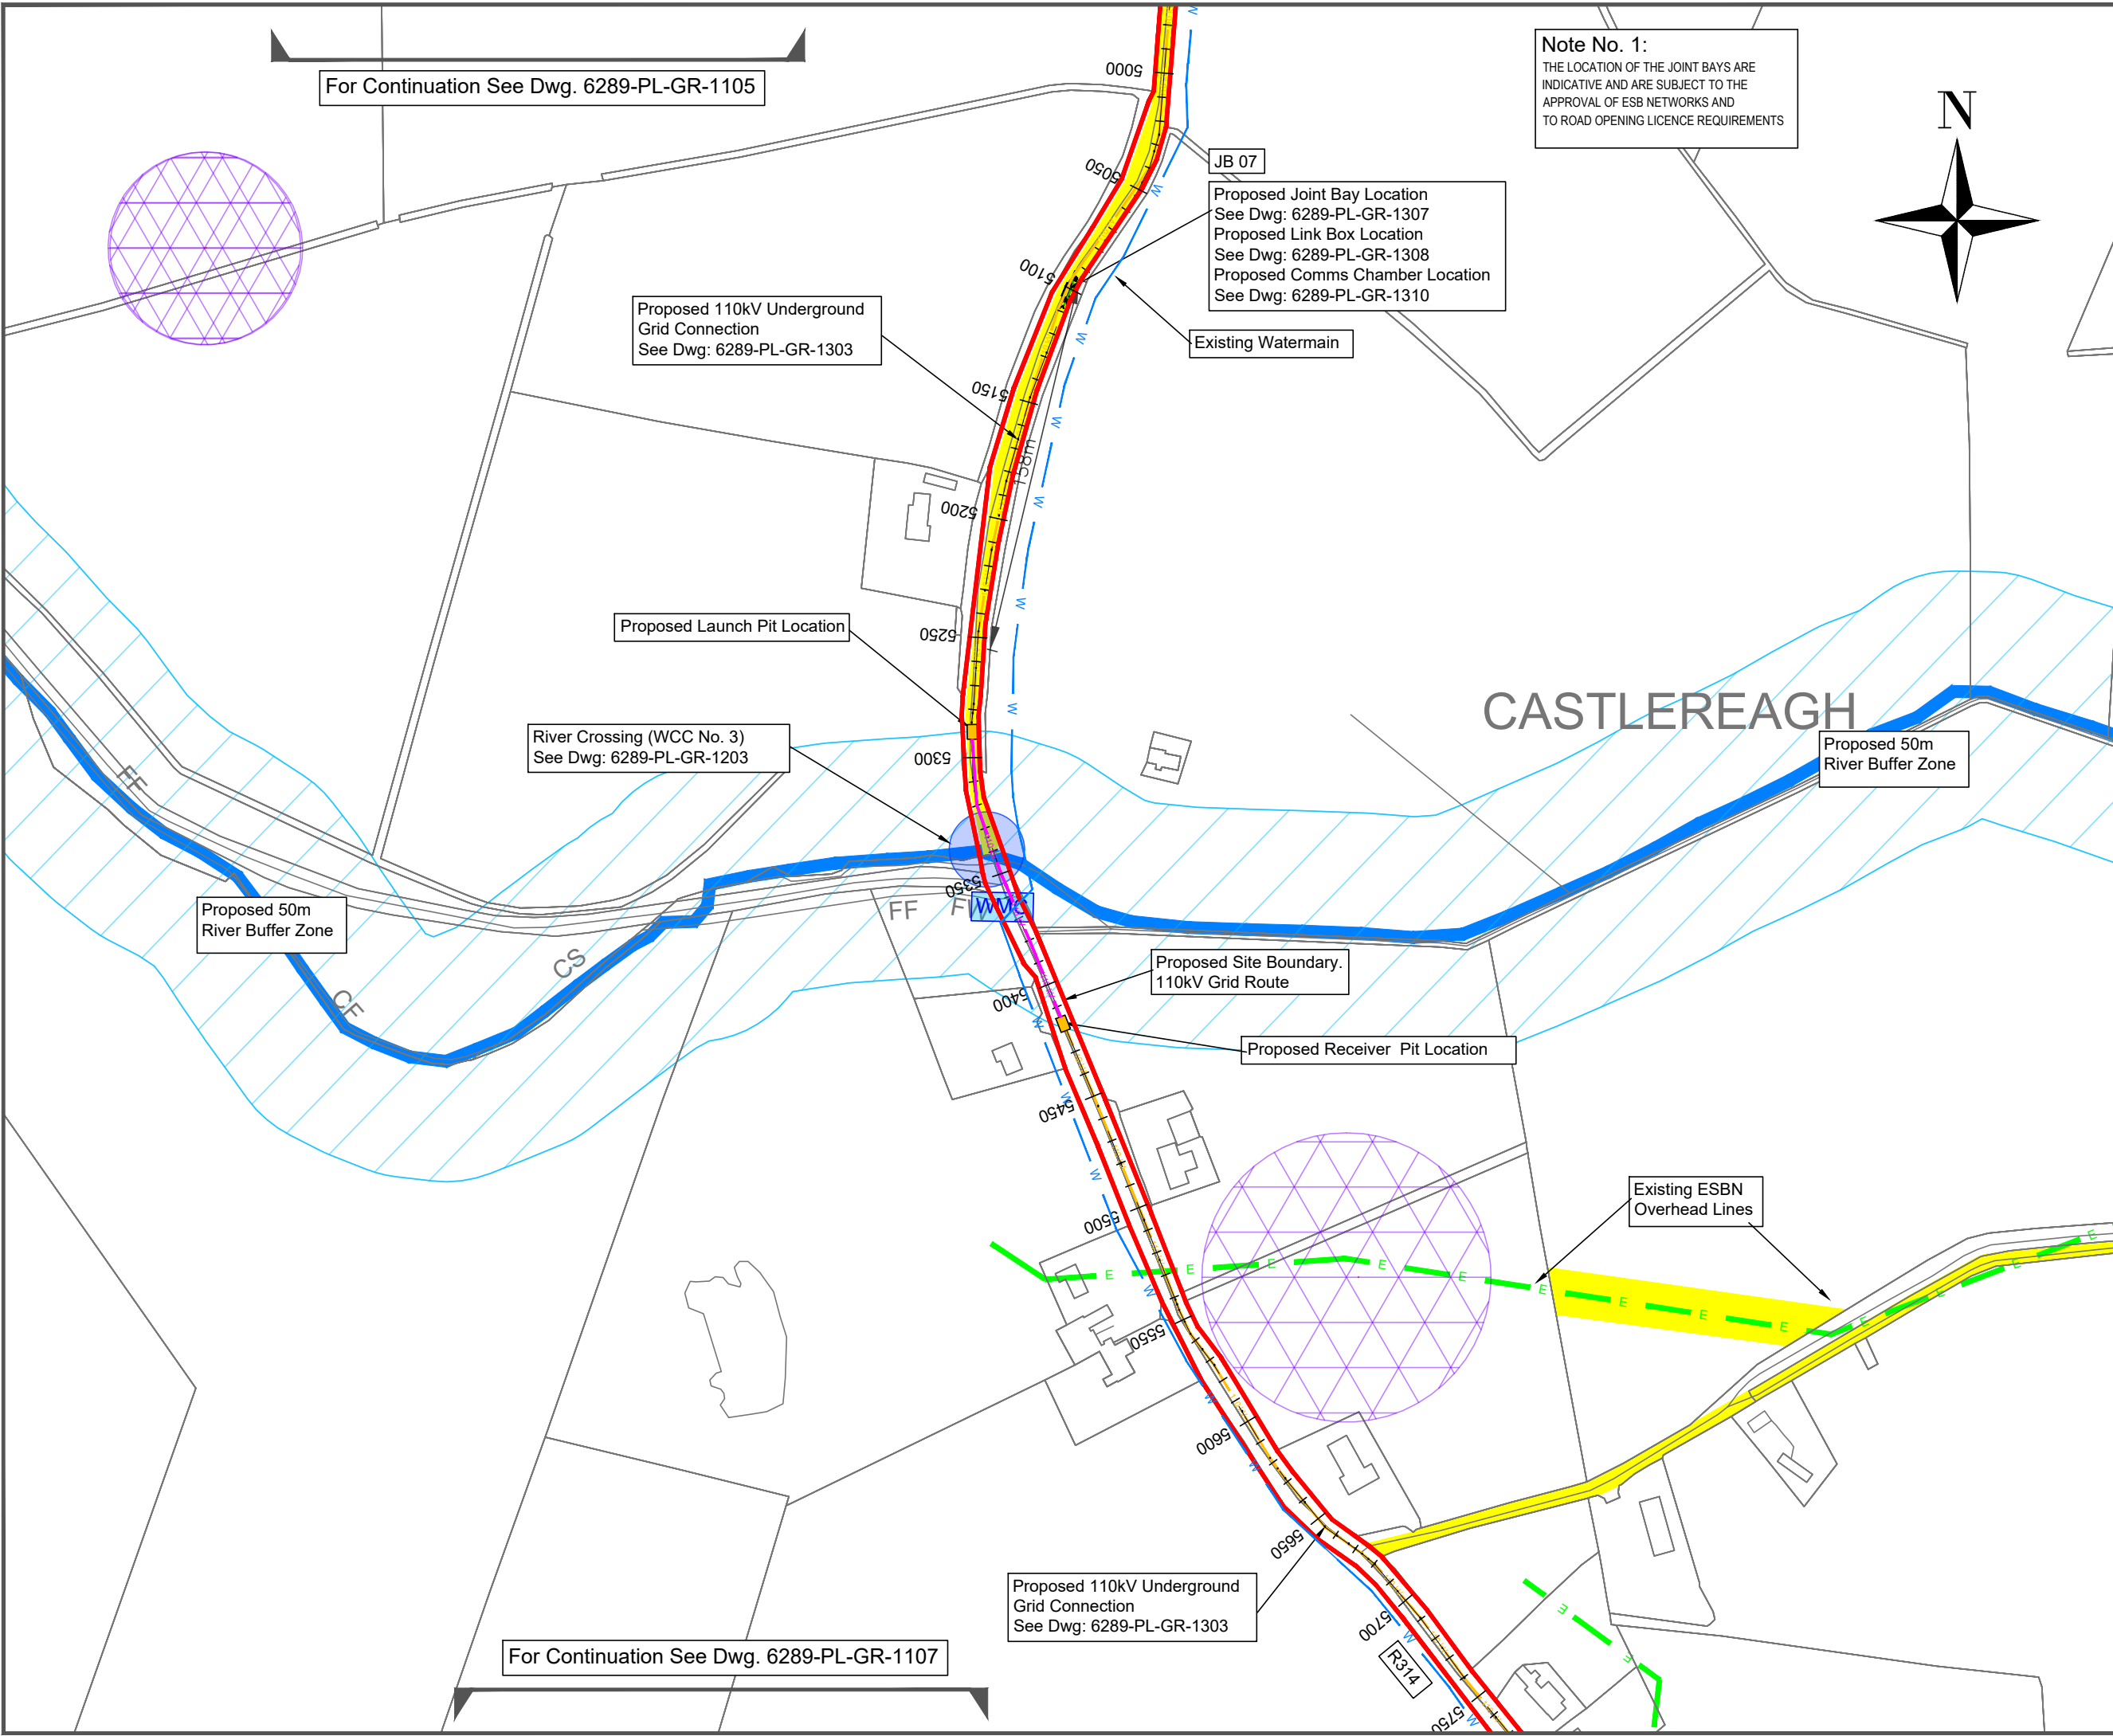 For Continuation See Dwg. 6289-PL-GR-1105
Note No. 1:
THE LOCATION OF THE JOINT BAYS ARE
INDICATIVE AND ARE SUBJECT TO THE
APPROVAL OF ESB NETWORKS AND
TO ROAD OPENING LICENCE REQUIREMENTS
N
W
5000
JB 07
5050
W
Proposed Joint Bay Location
See Dwg: 6289-PL-GR-1307
Proposed Link Box Location
See Dwg: 6289-PL-GR-1308
Proposed Comms Chamber Location
See Dwg: 6289-PL-GR-1310
5100
Proposed 110kV Underground
Grid Connection
See Dwg: 6289-PL-GR-1303
Existing Watermain
W
5150
W
158m
W
5200
W
Proposed Launch Pit Location
5250
W
CASTLEREAGH
River Crossing (WCC No. 3)
See Dwg: 6289-PL-GR-1203
5300
Proposed 50m
River Buffer Zone
FF
5350
Proposed 50m
River Buffer Zone
FF
WMC
CS
CF
Proposed Site Boundary.
110kV Grid Route
5400
W
Proposed Receiver Pit Location
5450
W
W
5500
Existing ESBN
Overhead Lines
E
E
E
E
E
E
E
E
E
E
E
E
E
W
5550
W
5600
W
5650
Proposed 110kV Underground
Grid Connection
See Dwg: 6289-PL-GR-1303
E
E
5700
W
R314
For Continuation See Dwg. 6289-PL-GR-1107
5750
W